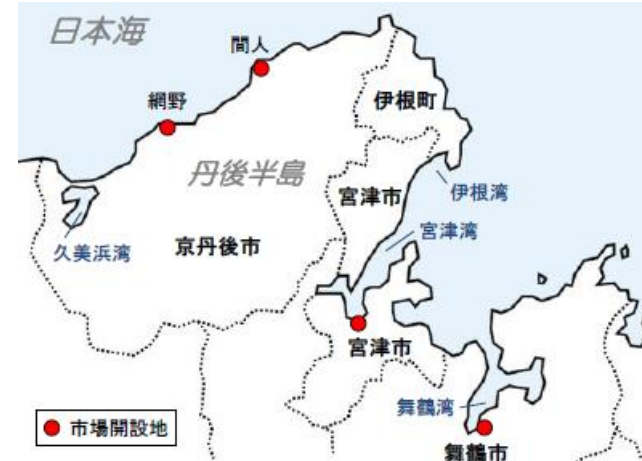 日本海
間人
網野
伊根町
丹後半島
宮津市
伊根湾
宮津湾
久美浜湾
京丹後市
宮津市
舞鶴湾
市場開設地
舞鶴市